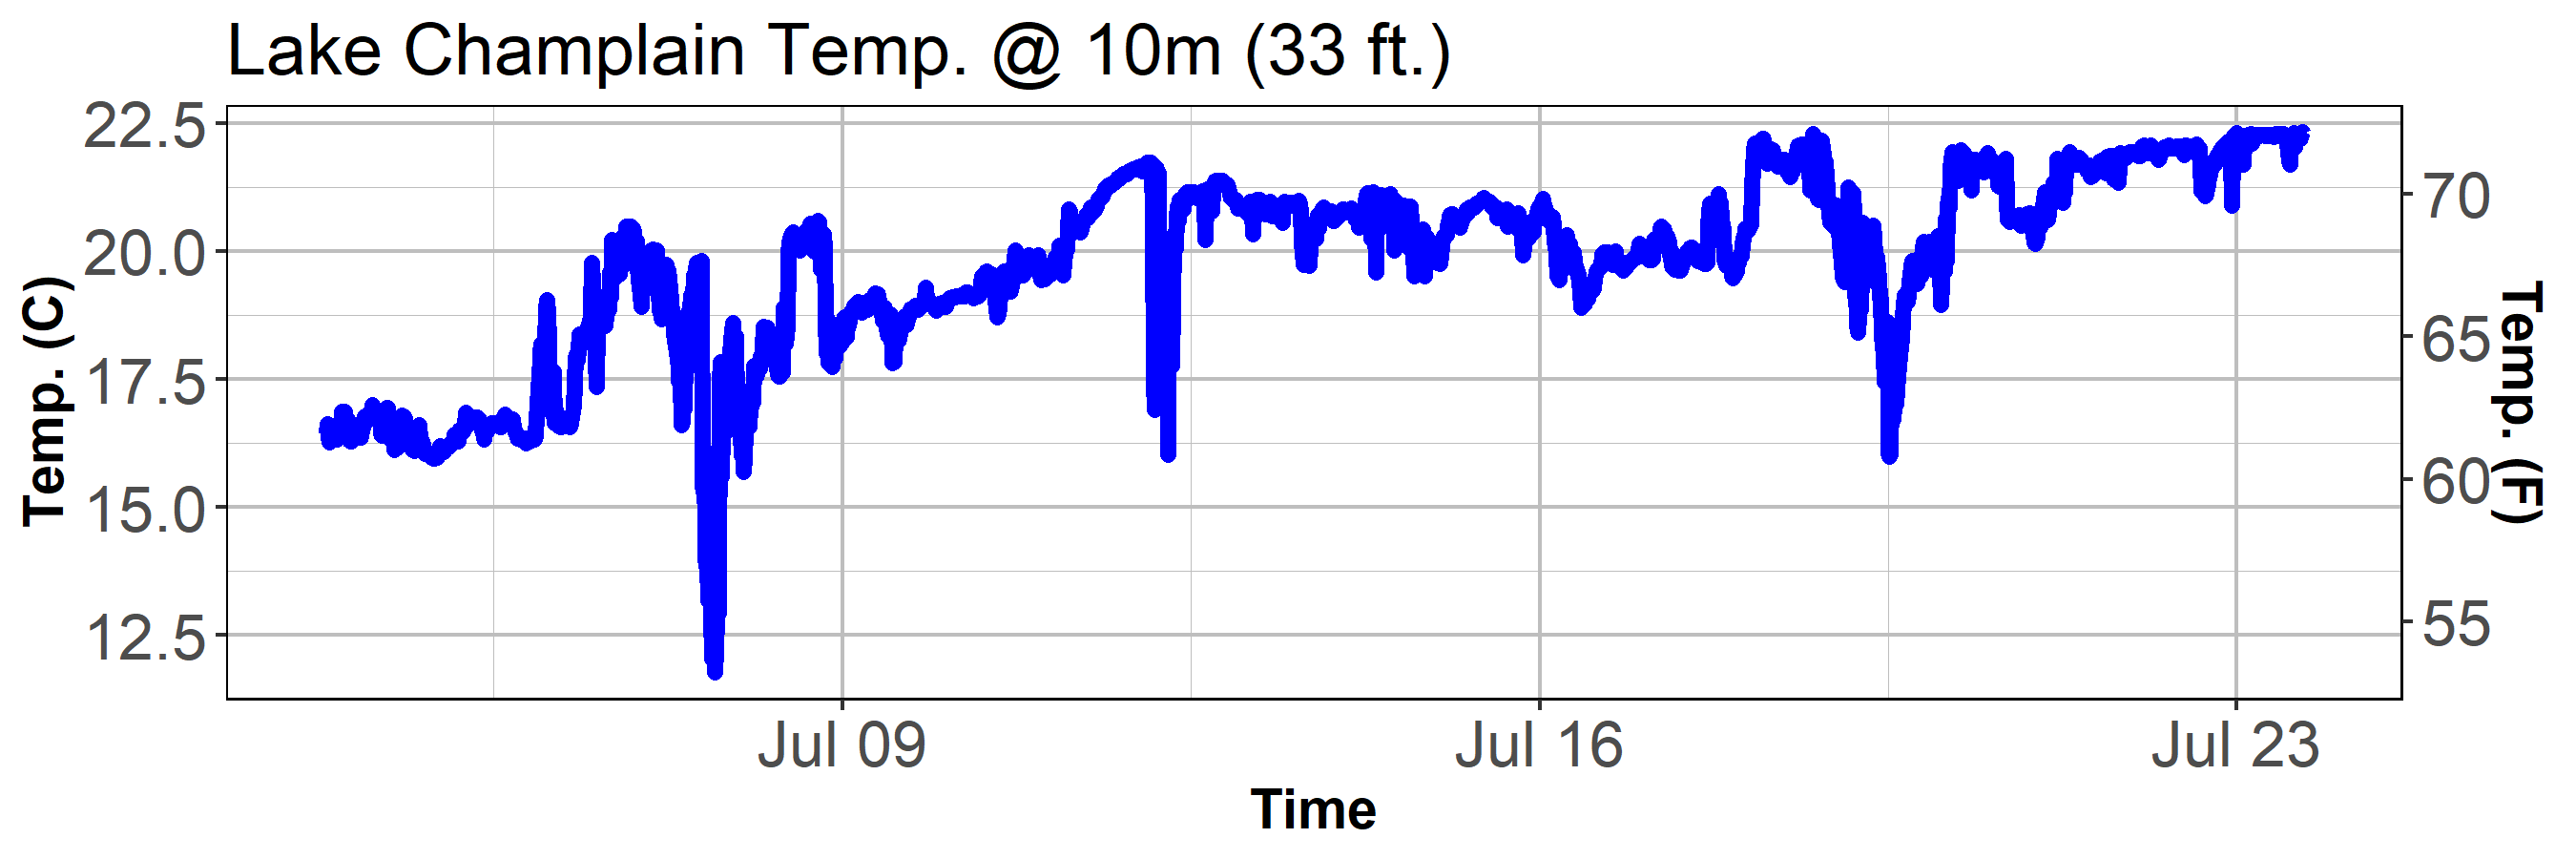 Lake Champlain Temp. @ 10m (33 ft.)
Temp. (C)
22.5
20.0
17.5
15.0
12.5
70
65
60
55
Temp. (F)
Jul 09
Jul 16
Jul 23
Time